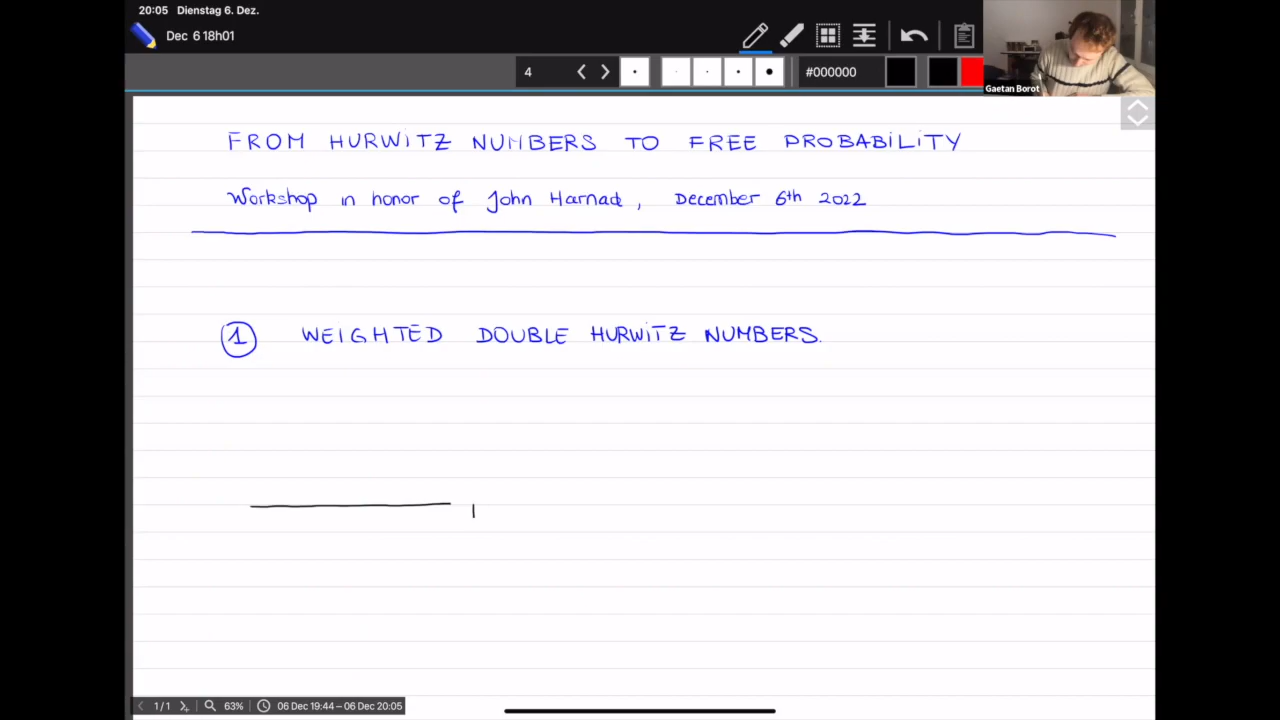 20:05 Dienstag 6. Dez.
Dec 6 18h01
4
#000000
Gaetan Borot
FROM HURWITZ NUMBERS TO FREE PROBABILITY
Workshop in honor of John Harnad, December 6th 2022
1 WEIGHTED DOUBLE HURWITZ NUMBERS.
1/1 63% 06 Dec 19:44 – 06 Dec 20:05